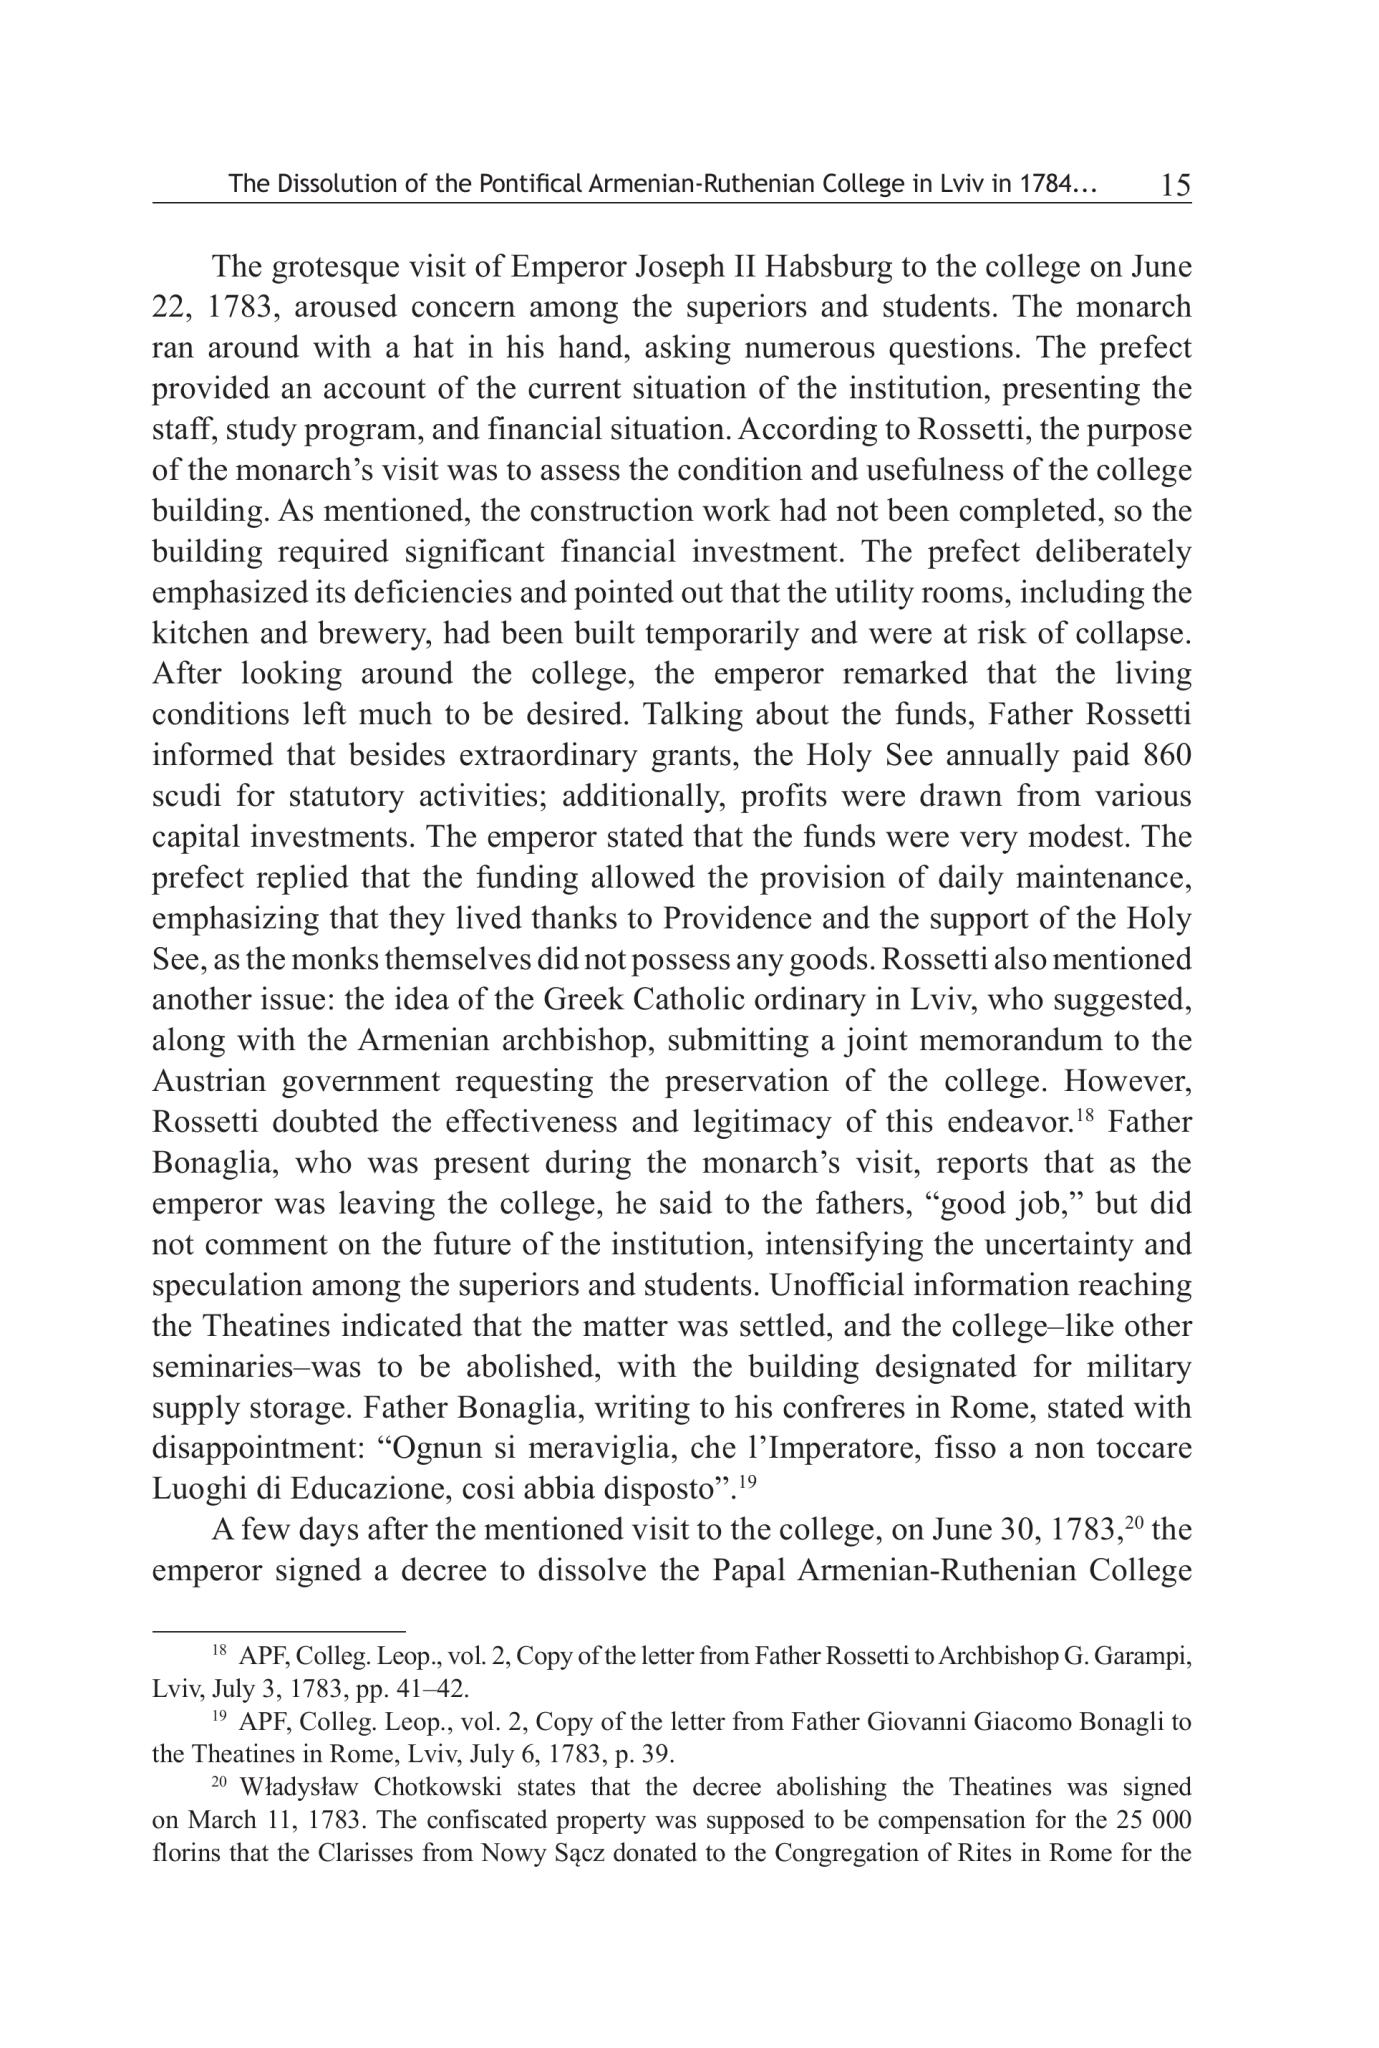 The Dissolution of the Pontifical Armenian-Ruthenian College in Lviv in 1784… 15
The grotesque visit of Emperor Joseph II Habsburg to the college on June
22, 1783, aroused concern among the superiors and students. The monarch
ran around with a hat in his hand, asking numerous questions. The prefect
provided an account of the current situation of the institution, presenting the
staff, study program, and financial situation. According to Rossetti, the purpose
of the monarch’s visit was to assess the condition and usefulness of the college
building. As mentioned, the construction work had not been completed, so the
building required significant financial investment. The prefect deliberately
emphasized its deficiencies and pointed out that the utility rooms, including the
kitchen and brewery, had been built temporarily and were at risk of collapse.
After looking around the college, the emperor remarked that the living
conditions left much to be desired. Talking about the funds, Father Rossetti
informed that besides extraordinary grants, the Holy See annually paid 860
scudi for statutory activities; additionally, profits were drawn from various
capital investments. The emperor stated that the funds were very modest. The
prefect replied that the funding allowed the provision of daily maintenance,
emphasizing that they lived thanks to Providence and the support of the Holy
See, as the monks themselves did not possess any goods. Rossetti also mentioned
another issue: the idea of the Greek Catholic ordinary in Lviv, who suggested,
along with the Armenian archbishop, submitting a joint memorandum to the
Austrian government requesting the preservation of the college. However,
Rossetti doubted the effectiveness and legitimacy of this endeavor.18 Father
Bonaglia, who was present during the monarch’s visit, reports that as the
emperor was leaving the college, he said to the fathers, “good job,” but did
not comment on the future of the institution, intensifying the uncertainty and
speculation among the superiors and students. Unofficial information reaching
the Theatines indicated that the matter was settled, and the college–like other
seminaries–was to be abolished, with the building designated for military
supply storage. Father Bonaglia, writing to his confreres in Rome, stated with
disappointment: “Ognun si meraviglia, che l’Imperatore, fisso a non toccare
Luoghi di Educazione, cosi abbia disposto”.19
A few days after the mentioned visit to the college, on June 30, 1783,20 the
emperor signed a decree to dissolve the Papal Armenian-Ruthenian College
18 APF, Colleg. Leop., vol. 2, Copy of the letter from Father Rossetti to Archbishop G. Garampi,
Lviv, July 3, 1783, pp. 41–42.
19 APF, Colleg. Leop., vol. 2, Copy of the letter from Father Giovanni Giacomo Bonagli to
the Theatines in Rome, Lviv, July 6, 1783, p. 39.
20 Władysław Chotkowski states that the decree abolishing the Theatines was signed
on March 11, 1783. The confiscated property was supposed to be compensation for the 25 000
florins that the Clarisses from Nowy Sącz donated to the Congregation of Rites in Rome for the